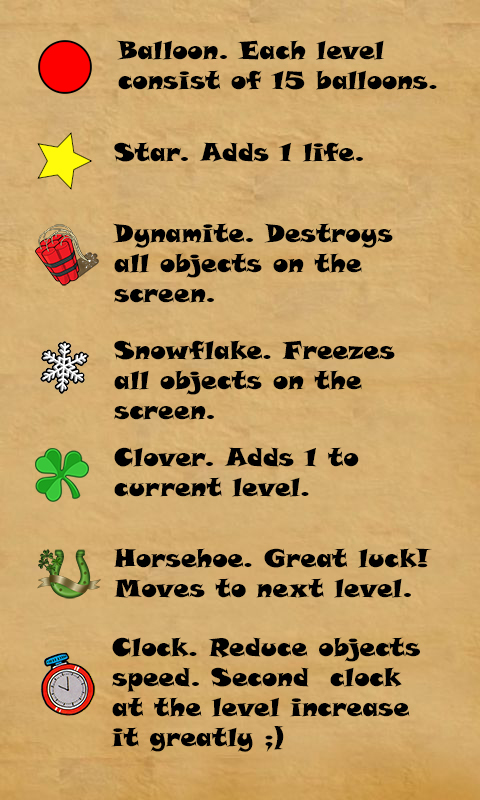 Balloon. Each level
consist of 15 balloons.
Star. Adds 1 life.
Dynamite. Destroys
all objects on the
screen.
Snowflake. Freezes
all objects on the
screen.
Clover. Adds 1 to
current level.
Horsehoe. Great luck!
Moves to next level.
Clock. Reduce objects
speed. Second  clock
at the level increase
it greatly ;)